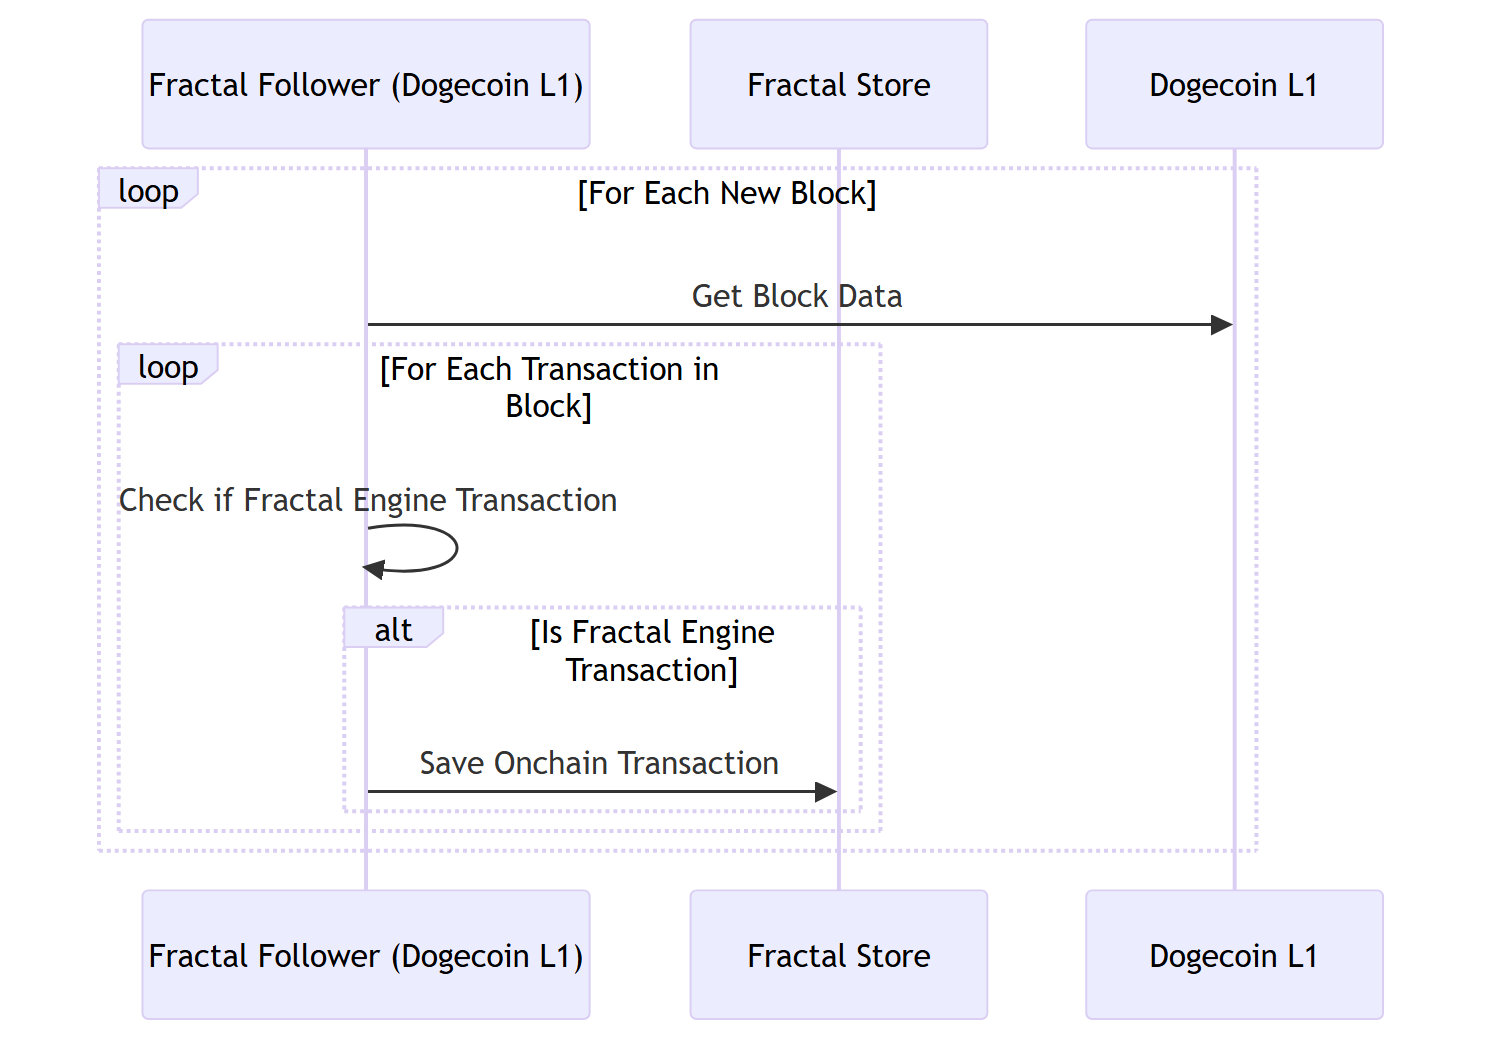 Fractal Follower (Dogecoin L1)
Fractal Store
Dogecoin L1
loop
[For Each New Block]
Get Block Data
loop
[For Each Transaction in
Block]
Check if Fractal Engine Transaction
alt
[Is Fractal Engine
Transaction]
Save Onchain Transaction
Fractal Follower (Dogecoin L1)
Fractal Store
Dogecoin L1